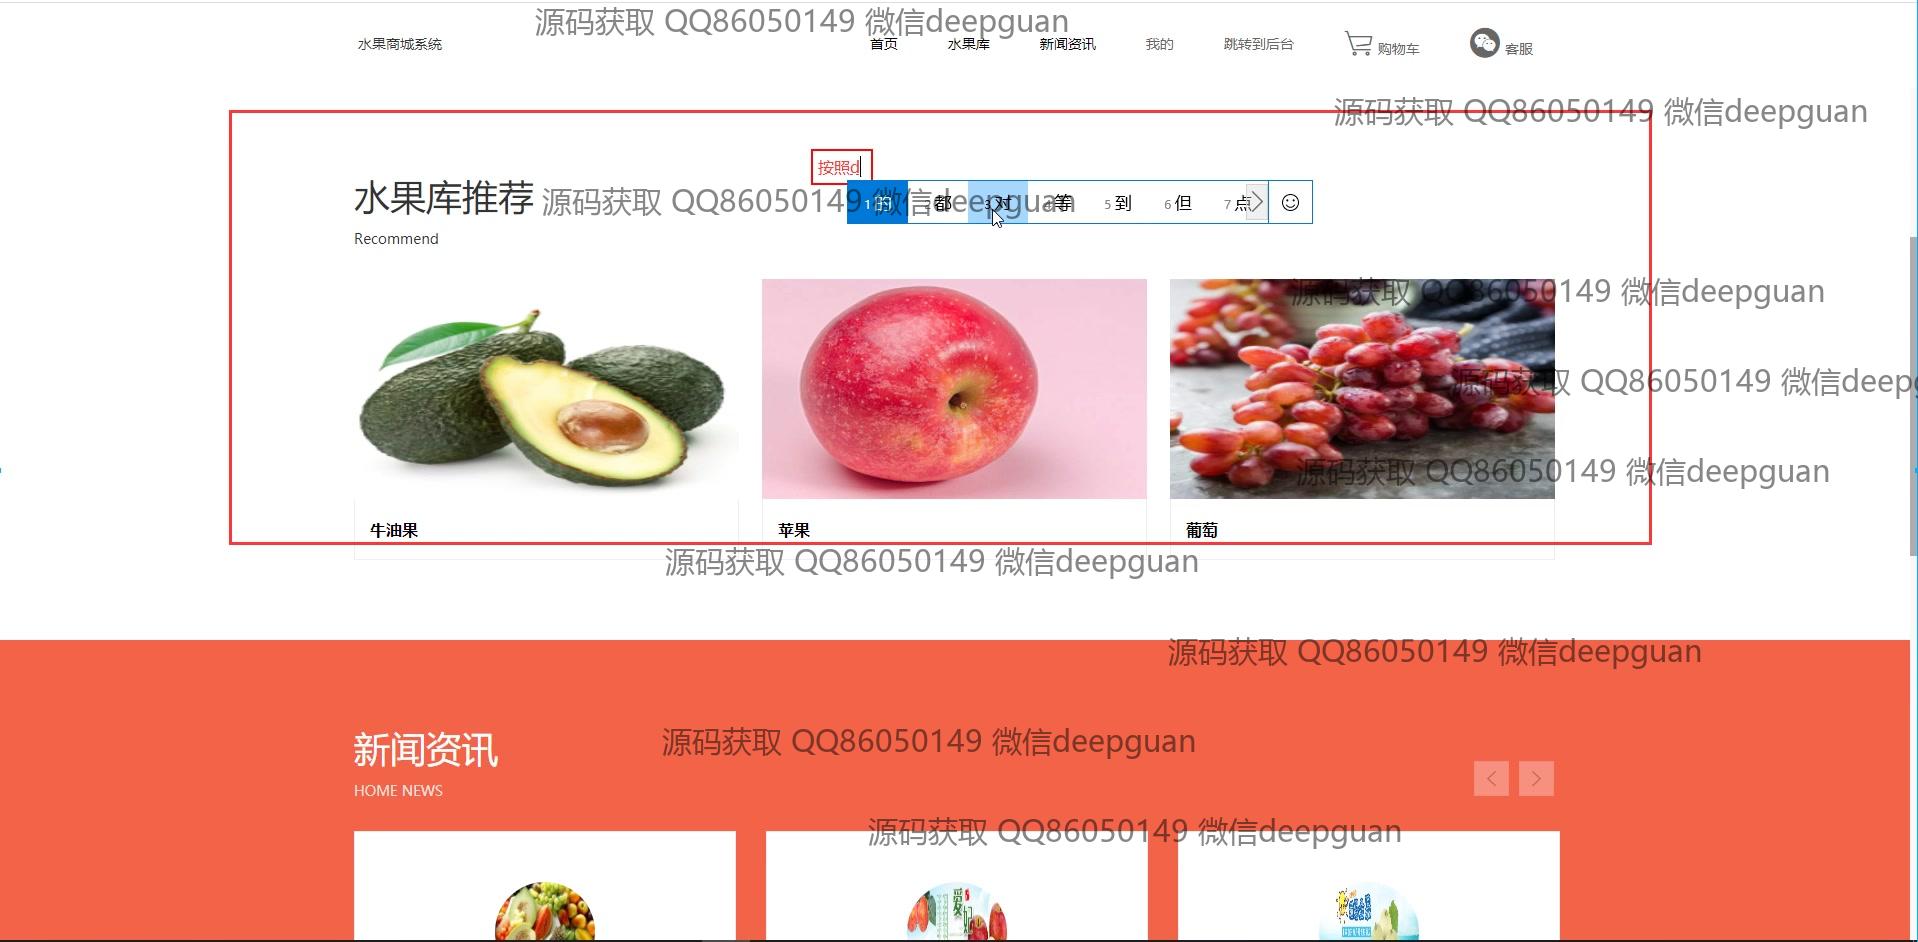 源码获取 QQ86050149 微信deepguan
水果商城系统
首页
水果库
新闻资讯
我的
跳转到后台
购物车
客服
源码获取 QQ86050149 微信deepguan
按照d
水果库推荐
源码获取 QQ86050149 微信deepguan
1 的 2 都 3 对 4 等 5 到 6 但 7 点
Recommend
源码获取 QQ86050149 微信deepguan
源码获取 QQ86050149 微信deep
源码获取 QQ86050149 微信deepguan
牛油果
苹果
葡萄
源码获取 QQ86050149 微信deepguan
源码获取 QQ86050149 微信deepguan
新闻资讯
源码获取 QQ86050149 微信deepguan
HOME NEWS
源码获取 QQ86050149 微信deepguan